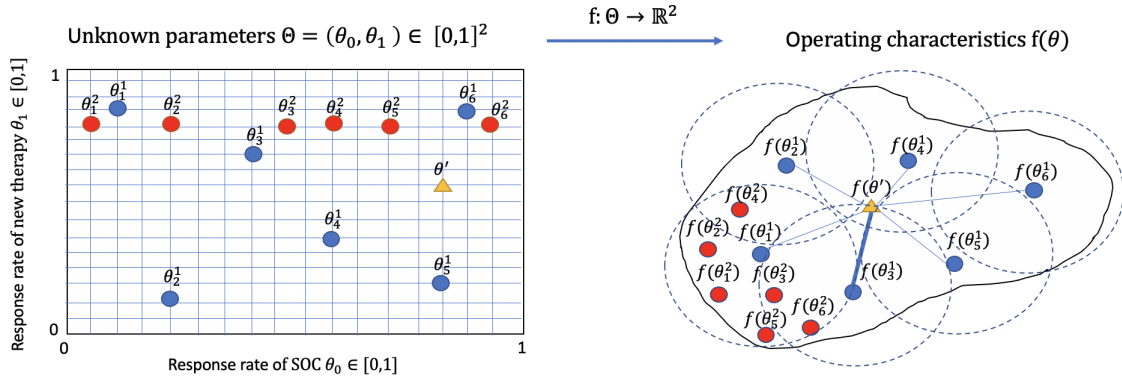 f: Θ → ℝ²
Unknown parameters Θ = (θ₀, θ₁ ) ∈ [0,1]²
Operating characteristics f(θ)
Response rate of new therapy θ₁ ∈ [0,1]
1
θ₁² θ₁¹ θ₂² θ₃² θ₄² θ₅² θ₆¹ θ₆²
θ₃¹
θ′
θ₄¹
θ₂¹ θ₅¹
0
0 1
Response rate of SOC θ₀ ∈ [0,1]
f(θ₂¹) f(θ₄¹)
f(θ₆¹)
f(θ₄²) f(θ′)
f(θ₂²) f(θ₁¹) f(θ₅¹)
f(θ₁²) f(θ₃²) f(θ₃¹)
f(θ₅²) f(θ₆²)